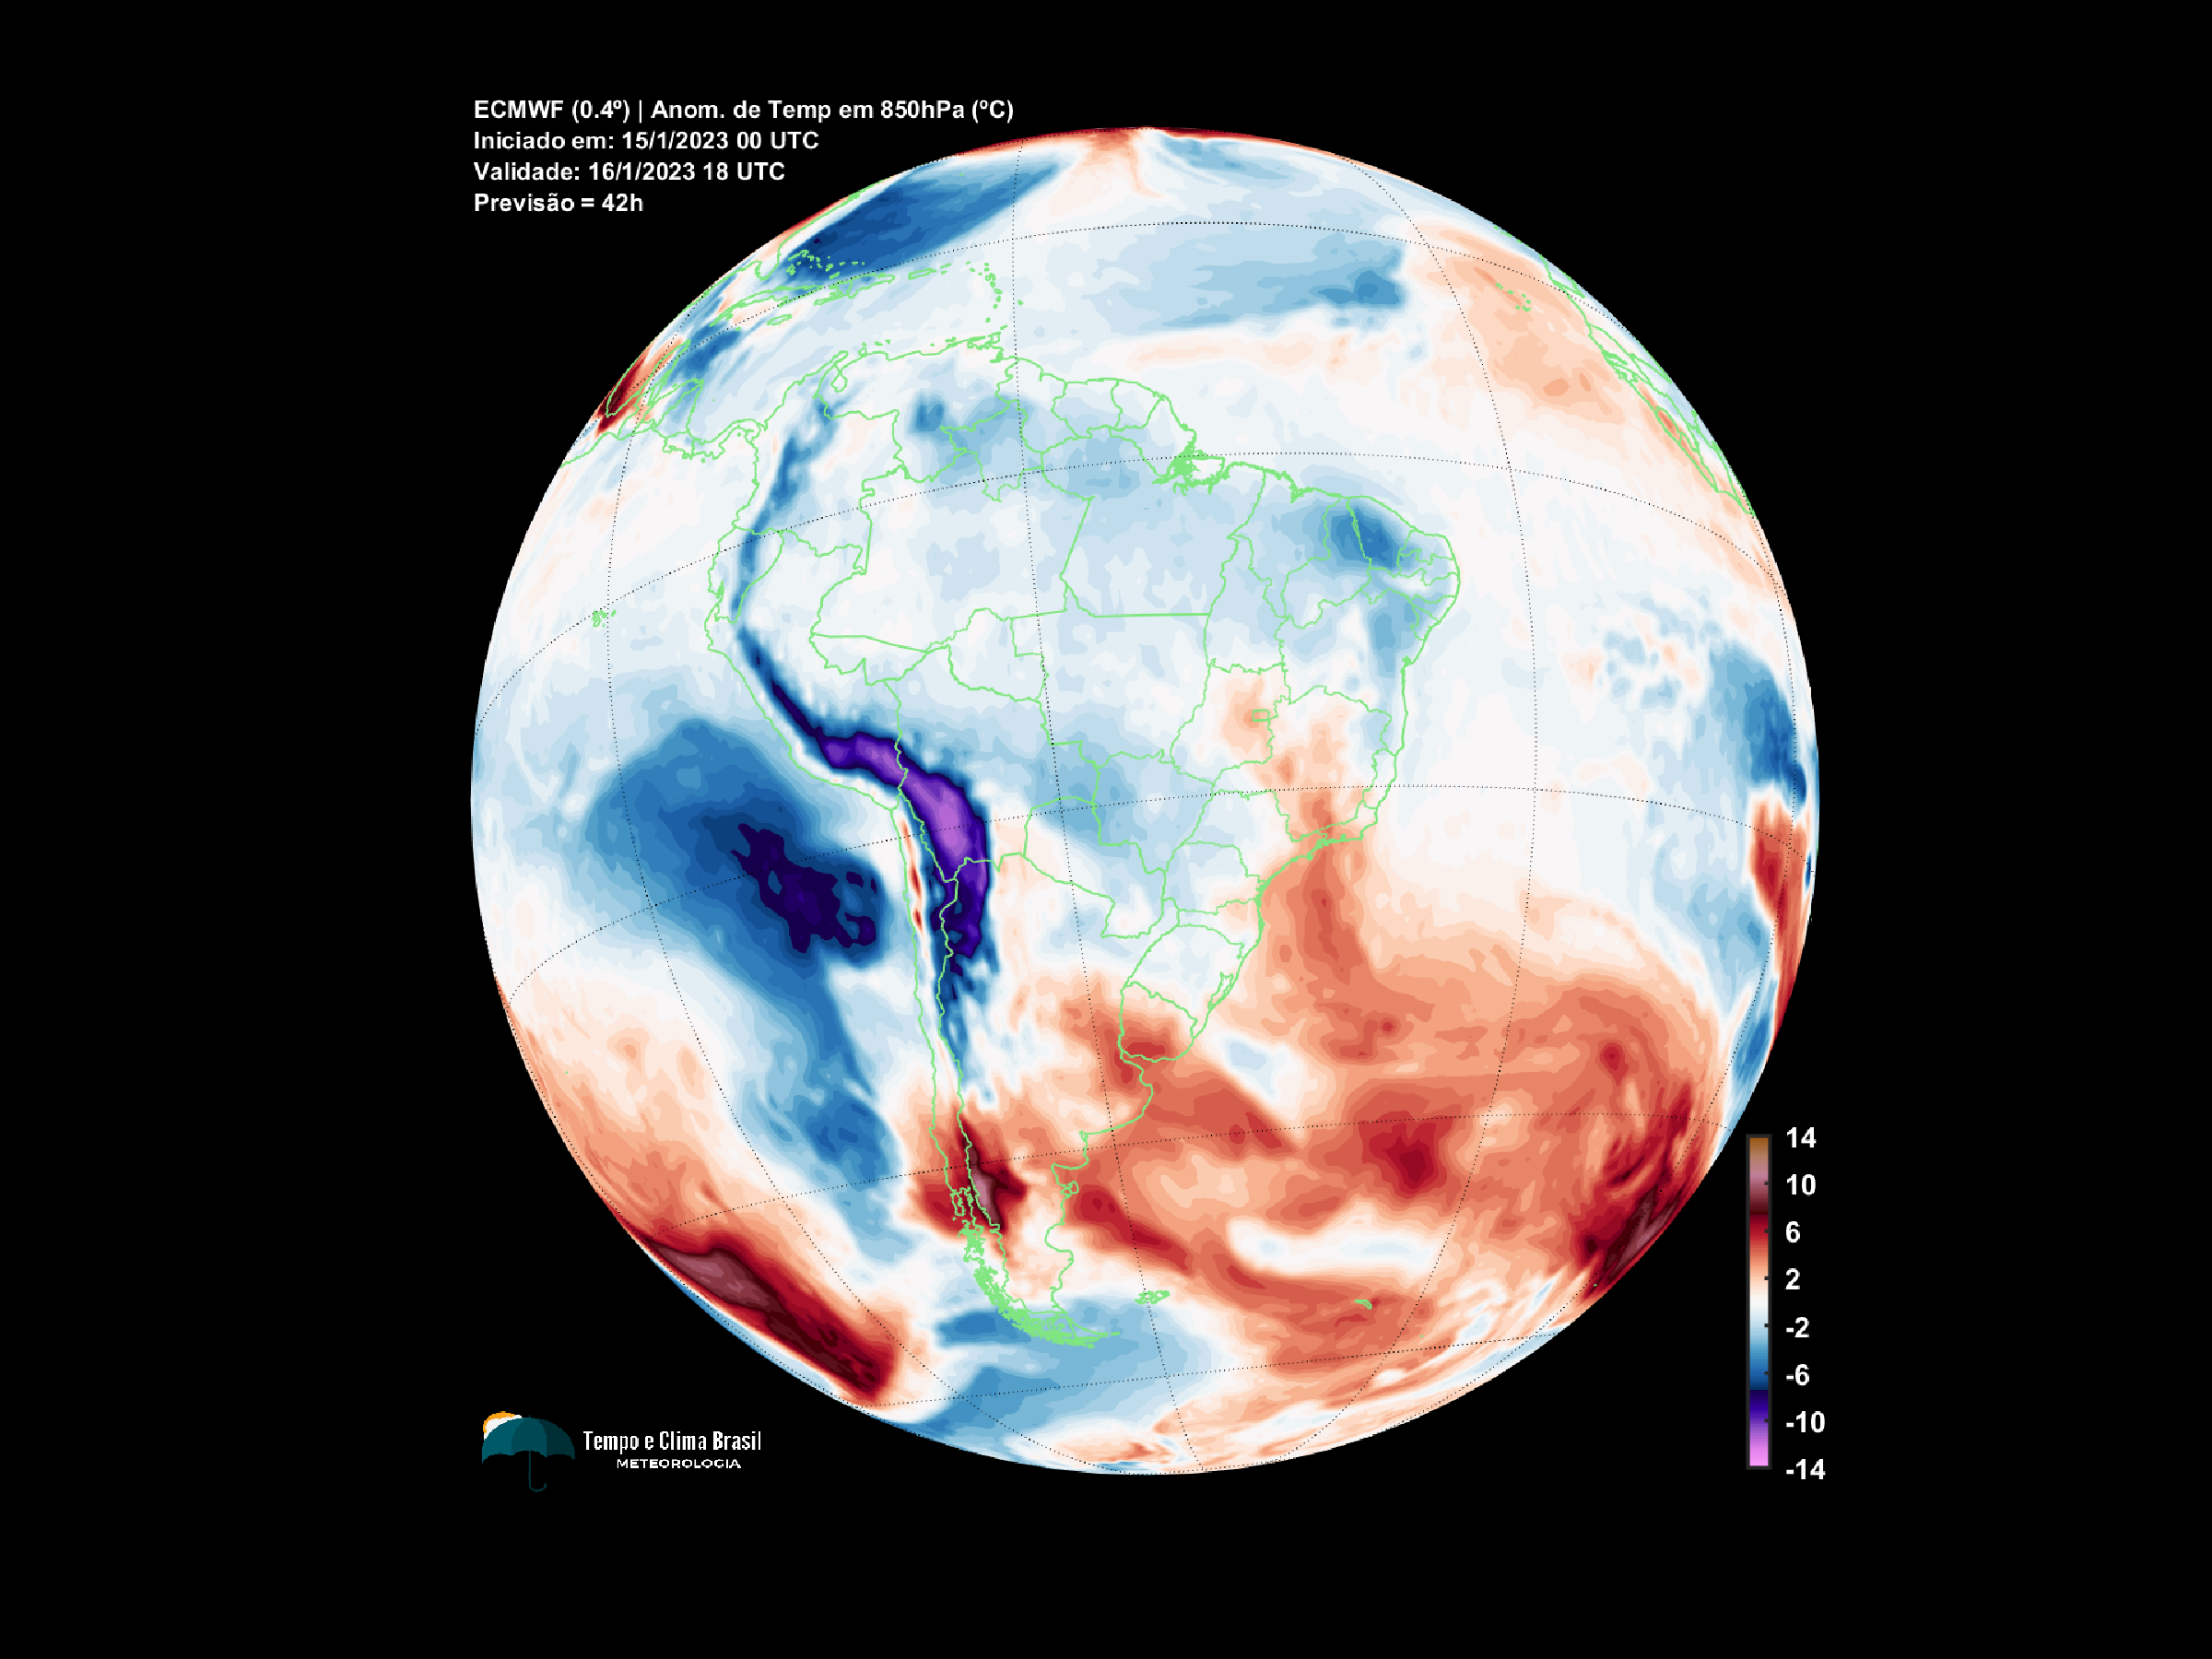 ECMWF (0.4º) | Anom. de Temp em 850hPa (ºC)
Iniciado em: 15/1/2023 00 UTC
Validade: 16/1/2023 18 UTC
Previsão = 42h
14
10
6
2
-2
-6
-10
-14
Tempo e Clima Brasil
METEOROLOGIA